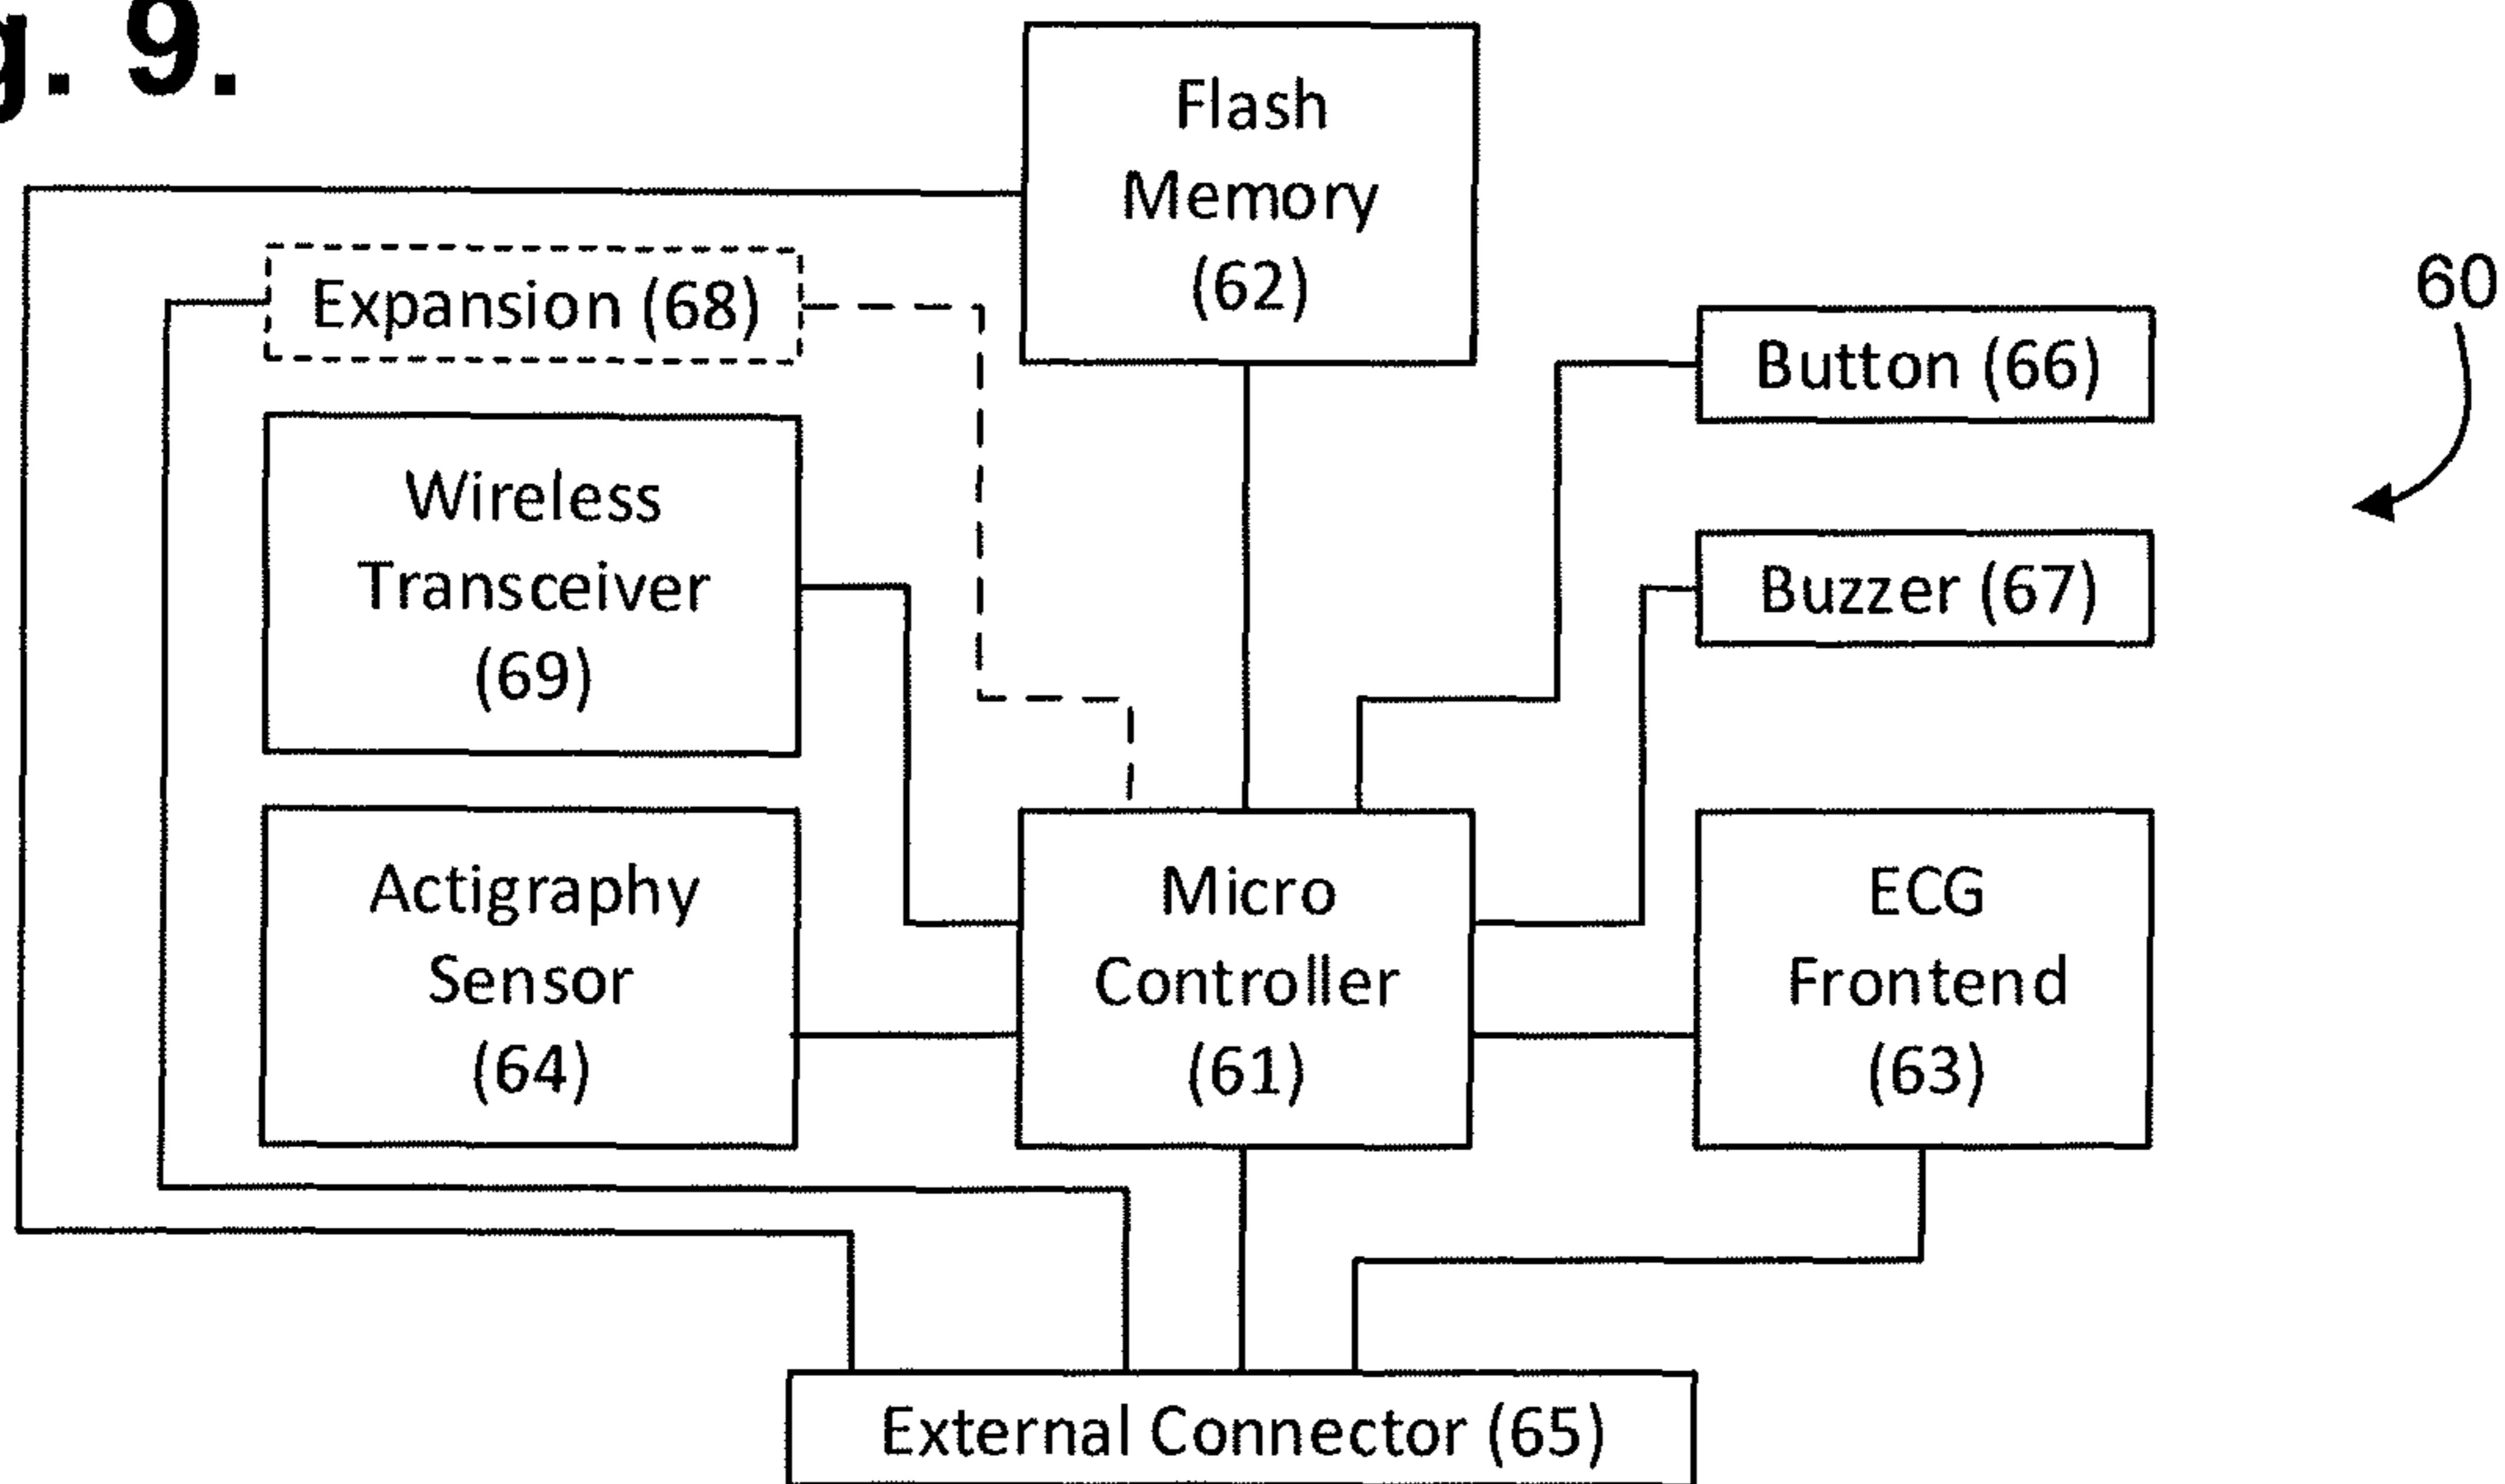 g. 9.
Flash
Memory
(62)
Expansion (68)
60
Button (66)
Wireless
Transceiver
(69)
Buzzer (67)
Actigraphy
Sensor
(64)
Micro
Controller
(61)
ECG
Frontend
(63)
External Connector (65)